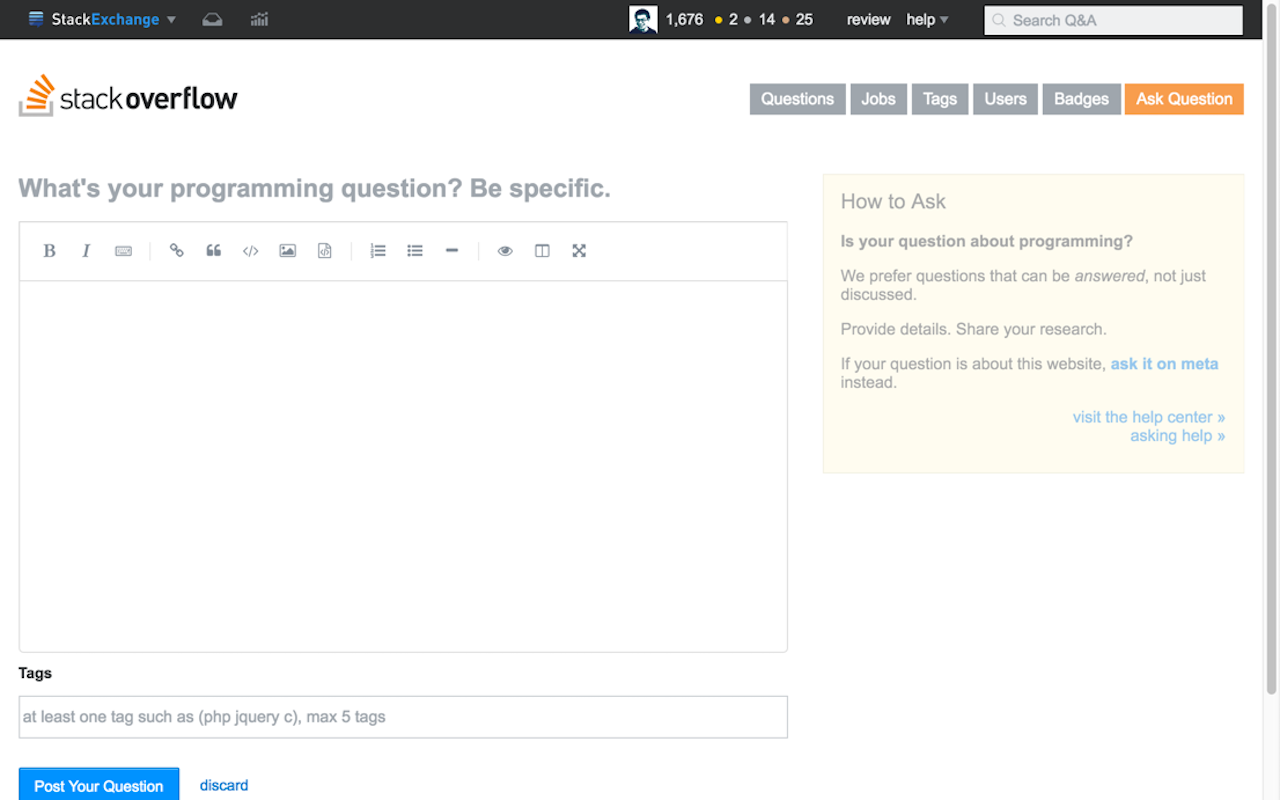 StackExchange
1,676 2 14 25 review help
Search Q&A
stackoverflow
Questions Jobs Tags Users Badges Ask Question
What's your programming question? Be specific.
B I
How to Ask
Is your question about programming?
We prefer questions that can be answered, not just
discussed.
Provide details. Share your research.
If your question is about this website, ask it on meta
instead.
visit the help center »
asking help »
Tags
at least one tag such as (php jquery c), max 5 tags
Post Your Question discard